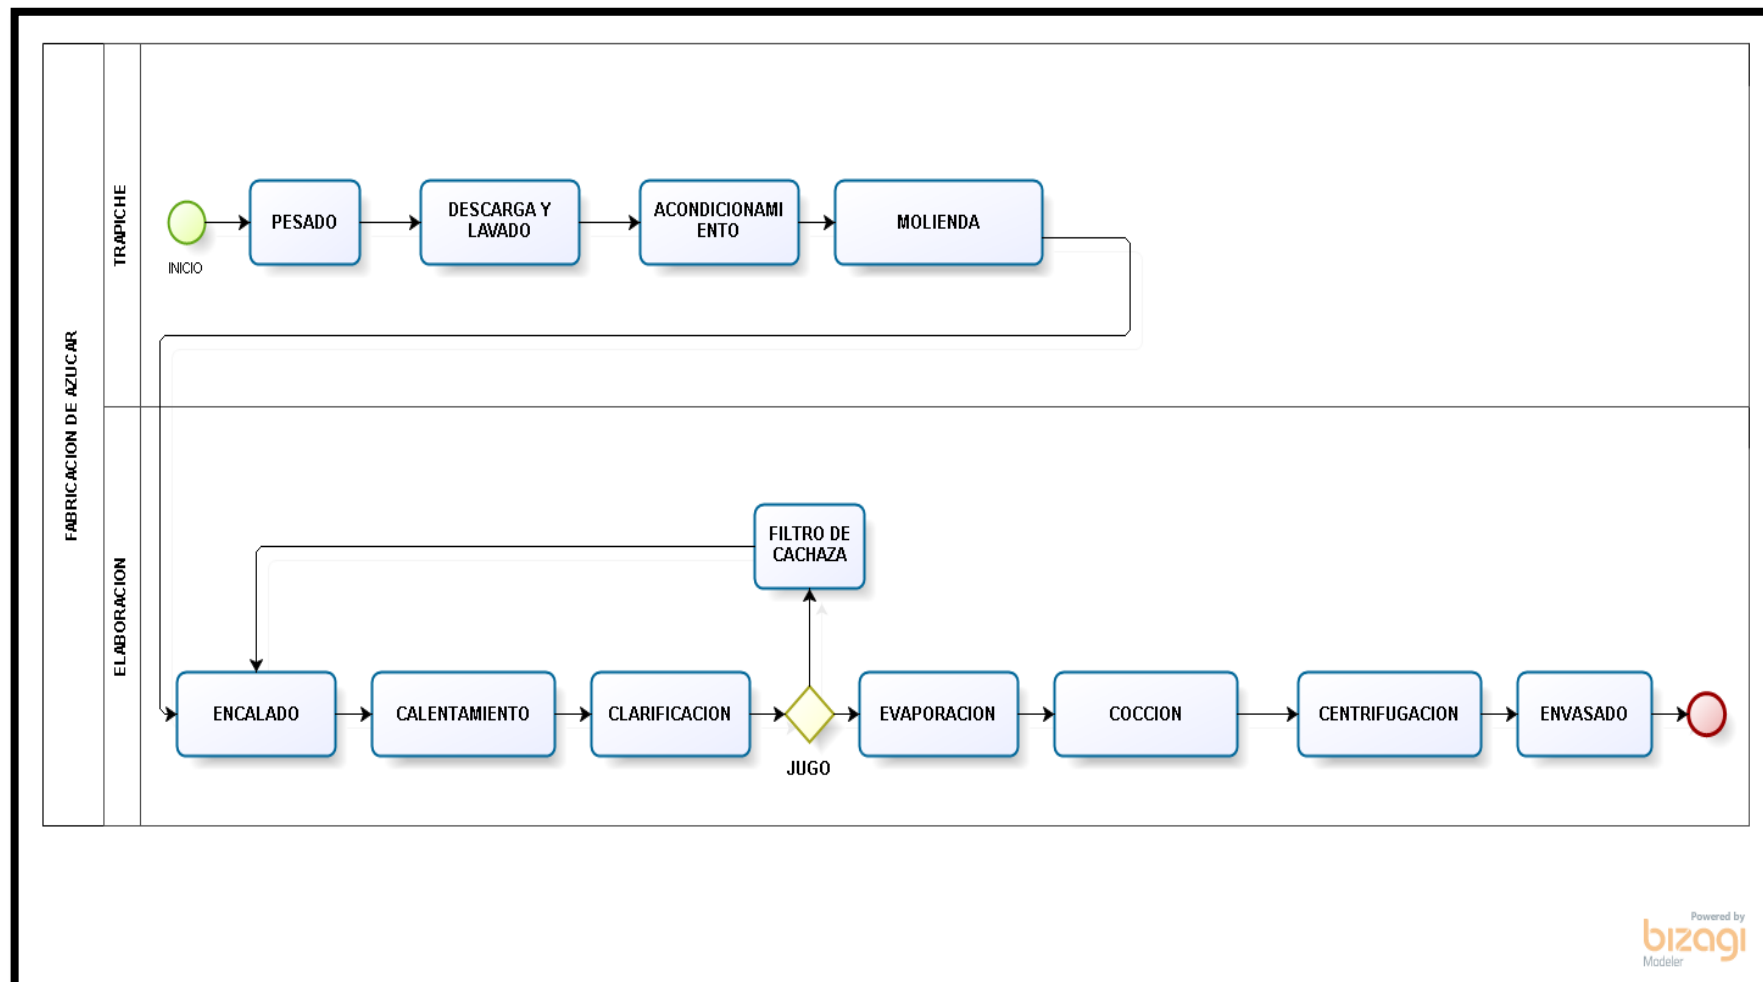 FABRICACION DE AZUCAR
TRAPICHE
INICIO
PESADO
DESCARGA Y
LAVADO
ACONDICIONAMI
ENTO
MOLIENDA
ELABORACION
FILTRO DE
CACHAZA
ENCALADO
CALENTAMIENTO
CLARIFICACION
JUGO
EVAPORACION
COCCION
CENTRIFUGACION
ENVASADO
Powered by
bizagi
Modeler